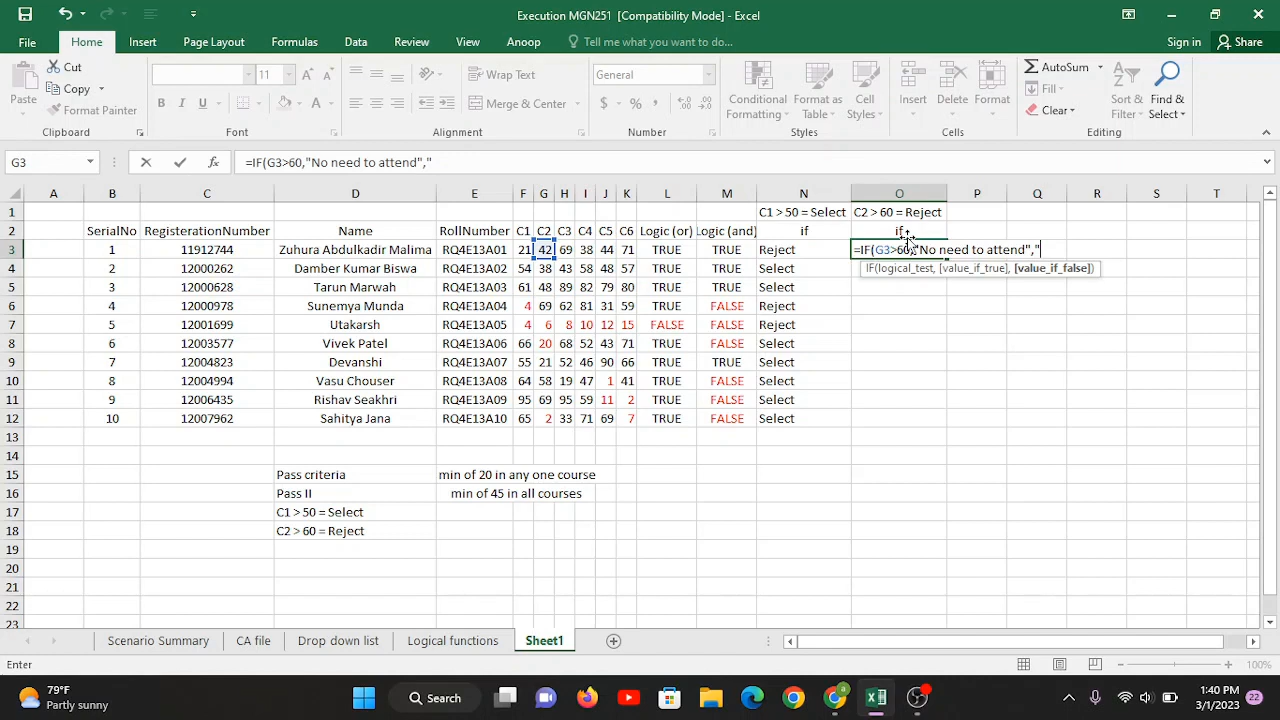 Execution MGN251 [Compatibility Mode] - Excel
File Home Insert Page Layout Formulas Data Review View Anoop Tell me what you want to do... Sign in Share
Paste Cut Copy Format Painter Clipboard
11 B I U A A A Font
Wrap Text Merge & Center Alignment
General $ % , Number
Conditional Formatting Format as Table Cell Styles Styles
Insert Delete Format Cells
AutoSum Fill Clear Sort & Filter Find & Select Editing
G3 fx =IF(G3>60,"No need to attend","
A B C D E F G H I J K L M N O P Q R S T
1 C1 > 50 = Select C2 > 60 = Reject
2 SerialNo RegisterationNumber Name RollNumber C1 C2 C3 C4 C5 C6 Logic (or) Logic (and) if if
3 1 11912744 Zuhura Abdulkadir Malima RQ4E13A01 21 42 69 38 44 71 TRUE TRUE Reject =IF(G3>60,"No need to attend","
IF(logical_test, [value_if_true], [value_if_false])
4 2 12000262 Damber Kumar Biswa RQ4E13A02 54 38 43 58 48 57 TRUE TRUE Select
5 3 12000628 Tarun Marwah RQ4E13A03 61 48 89 82 79 80 TRUE TRUE Select
6 4 12000978 Sunemya Munda RQ4E13A04 4 69 62 81 31 59 TRUE FALSE Reject
7 5 12001699 Utakarsh RQ4E13A05 4 6 8 10 12 15 FALSE FALSE Reject
8 6 12003577 Vivek Patel RQ4E13A06 66 20 68 52 43 71 TRUE FALSE Select
9 7 12004823 Devanshi RQ4E13A07 55 21 52 46 90 66 TRUE TRUE Select
10 8 12004994 Vasu Chouser RQ4E13A08 64 58 19 47 1 41 TRUE FALSE Select
11 9 12006435 Rishav Seakhri RQ4E13A09 95 69 95 59 11 2 TRUE FALSE Select
12 10 12007962 Sahitya Jana RQ4E13A10 65 2 33 71 69 7 TRUE FALSE Select
13
14
15 Pass criteria min of 20 in any one course
16 Pass II min of 45 in all courses
17 C1 > 50 = Select
18 C2 > 60 = Reject
19
20
21
22
23
Scenario Summary CA file Drop down list Logical functions Sheet1
Enter 100%
79°F Partly sunny Search 1:40 PM 3/1/2023 22